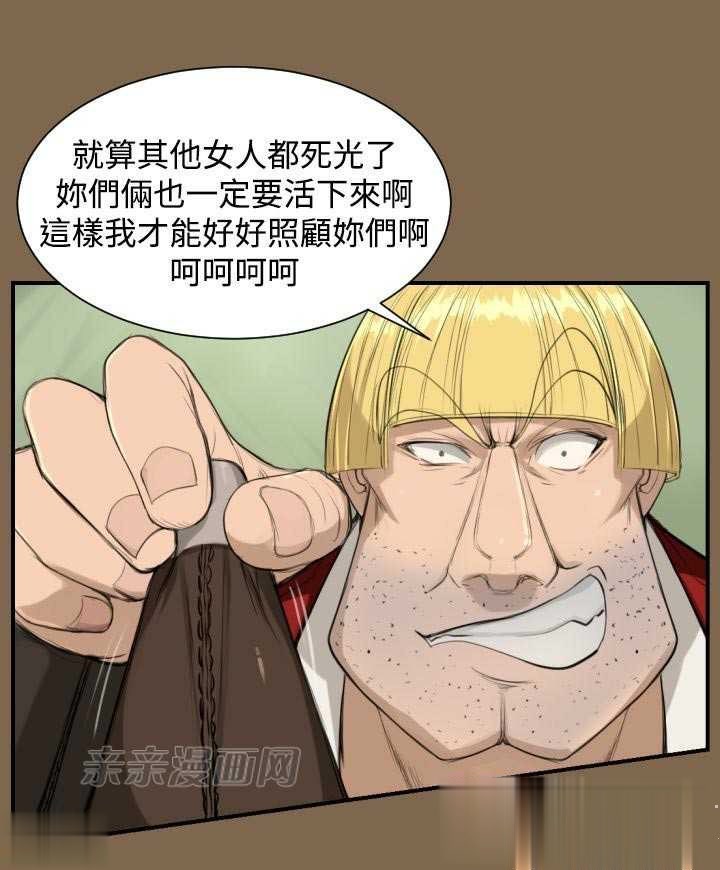 就算其他女人都死光了
妳們倆也一定要活下來啊
這樣我才能好好照顧妳們啊
呵呵呵呵
亲亲漫画网